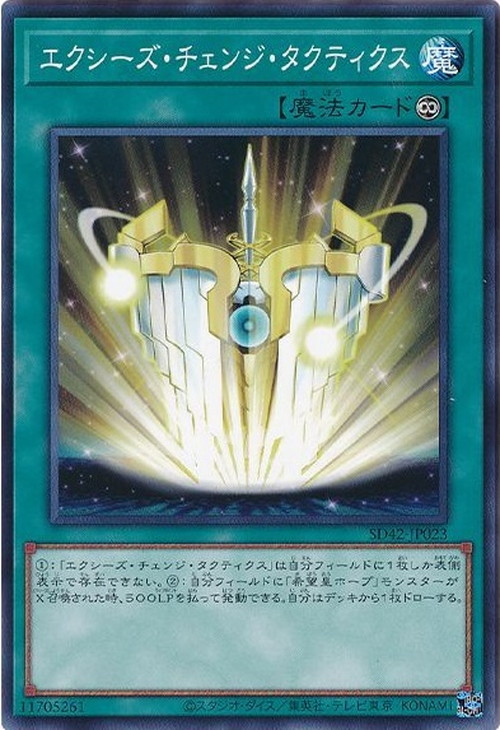 エクシーズ・チェンジ・タクティクス 魔
【魔法カード】
SD42-JP023
①:「エクシーズ・チェンジ・タクティクス」は自分フィールドに1枚しか表側
表示で存在できない。②:自分フィールドに「希望皇ホープ」モンスターが
X召喚された時、500LPを払って発動できる。自分はデッキから1枚ドローする。
11705261 ©スタジオ・ダイス/集英社・テレビ東京・KONAMI